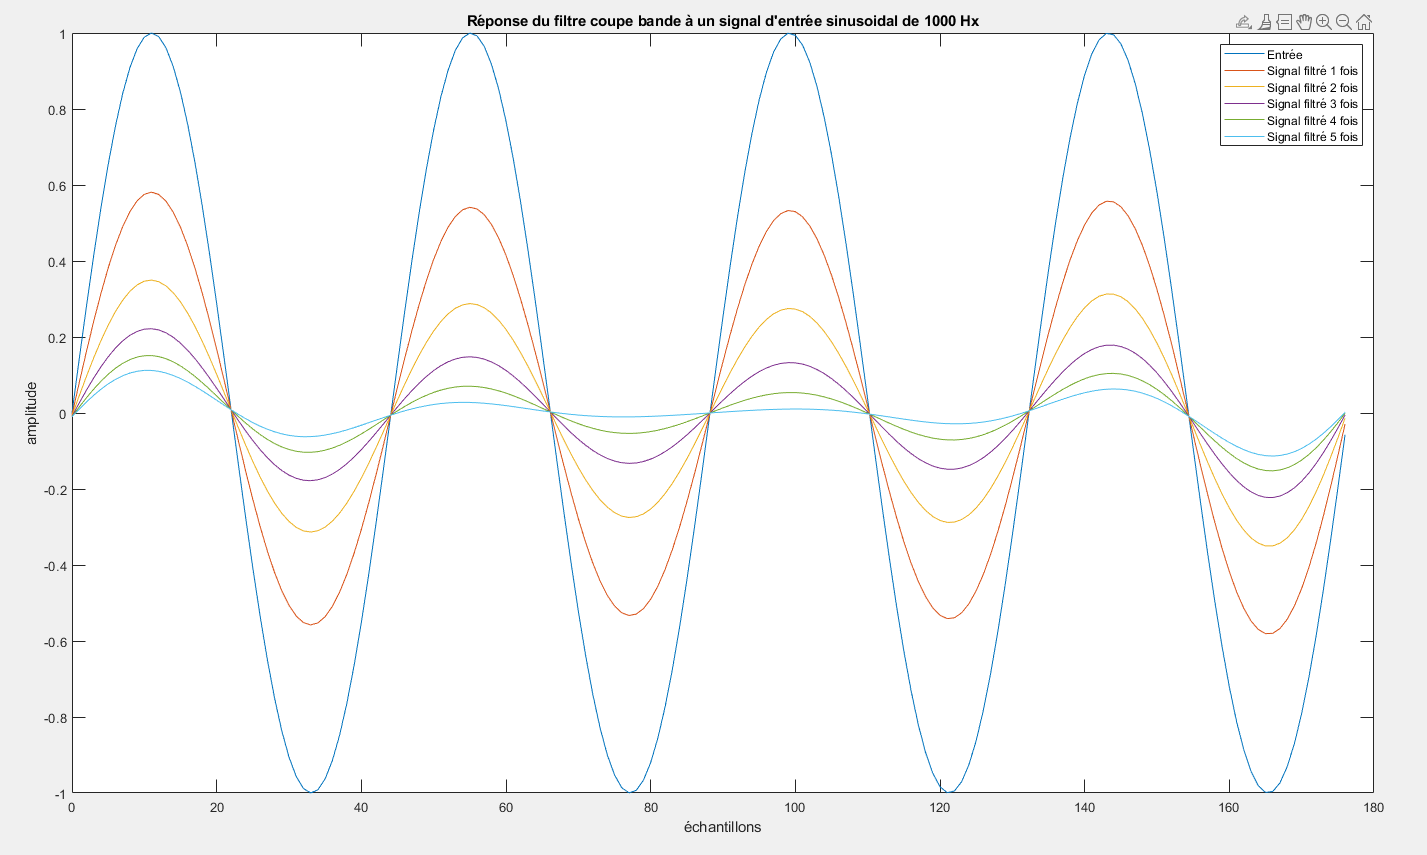 Réponse du filtre coupe bande à un signal d'entrée sinusoidal de 1000 Hx
Entrée
Signal filtré 1 fois
Signal filtré 2 fois
Signal filtré 3 fois
Signal filtré 4 fois
Signal filtré 5 fois
1
0.8
0.6
0.4
0.2
0
-0.2
-0.4
-0.6
-0.8
-1
amplitude
0 20 40 60 80 100 120 140 160 180
échantillons